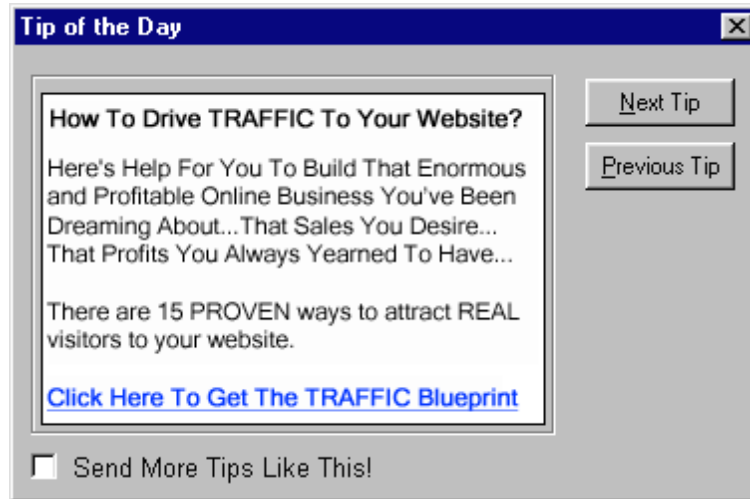 Tip of the Day
How To Drive TRAFFIC To Your Website?
Here's Help For You To Build That Enormous
and Profitable Online Business You've Been
Dreaming About...That Sales You Desire...
That Profits You Always Yearned To Have...
There are 15 PROVEN ways to attract REAL
visitors to your website.
Click Here To Get The TRAFFIC Blueprint
Next Tip
Previous Tip
Send More Tips Like This!